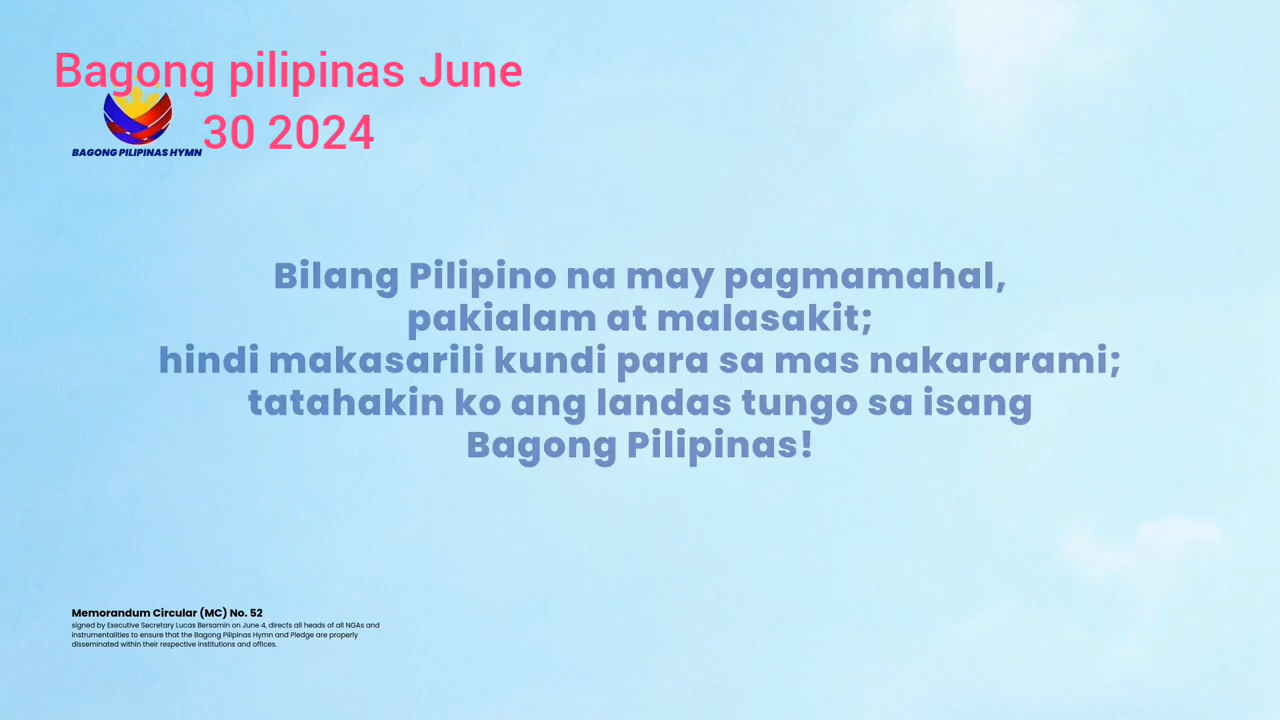 Bagong pilipinas June
30 2024
BAGONG PILIPINAS HYMN
Bilang Pilipino na may pagmamahal,
pakialam at malasakit;
hindi makasarili kundi para sa mas nakararami;
tatahakin ko ang landas tungo sa isang
Bagong Pilipinas!
Memorandum Circular (MC) No. 52
signed by Executive Secretary Lucas Bersamin on June 4, directs all heads of all NGAs and
instrumentalities to ensure that the Bagong Pilipinas Hymn and Pledge are properly
disseminated within their respective institutions and offices.